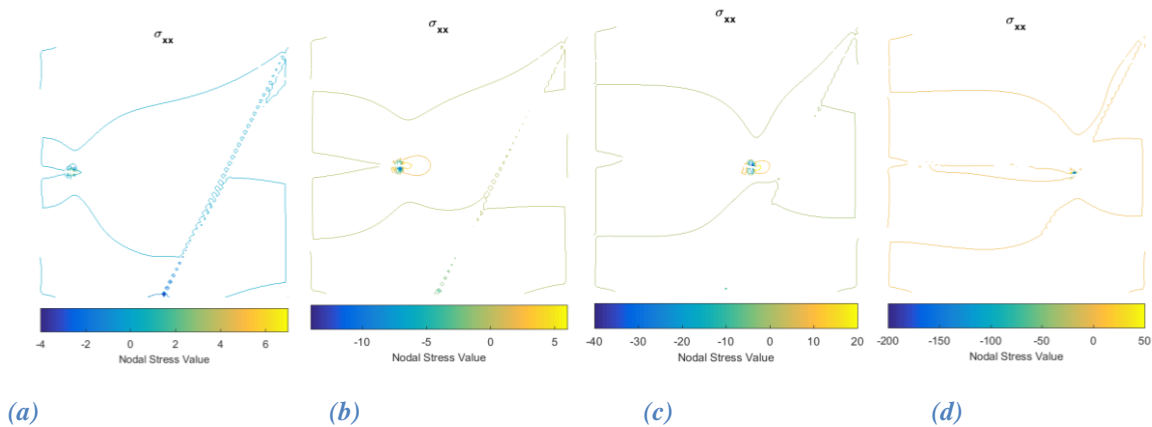 σxx
-4 -2 0 2 4 6
Nodal Stress Value
(a)
σxx
-10 -5 0 5
Nodal Stress Value
(b)
σxx
-40 -30 -20 -10 0 10 20
Nodal Stress Value
(c)
σxx
-200 -150 -100 -50 0 50
Nodal Stress Value
(d)